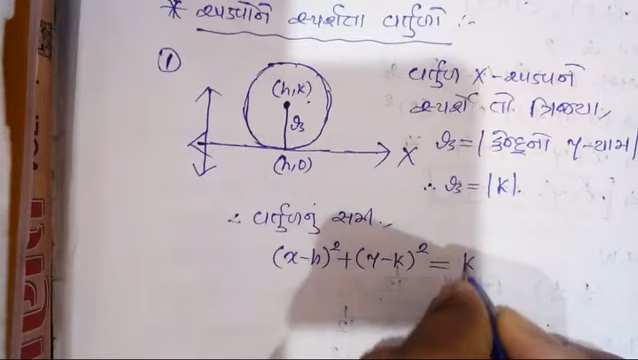 * અક્ષોને સ્પર્શતા વર્તુળો :-
①
(h,k)
ઝ
(h,0)
X
વર્તુળ X-અક્ષને
સ્પર્શે તો ત્રિજ્યા,
ઝ = |કેન્દ્રનો y-યામ|
∴ ઝ = |k|.
∴ વર્તુળનું સમી.,
(x-h)² + (y-k)² = k